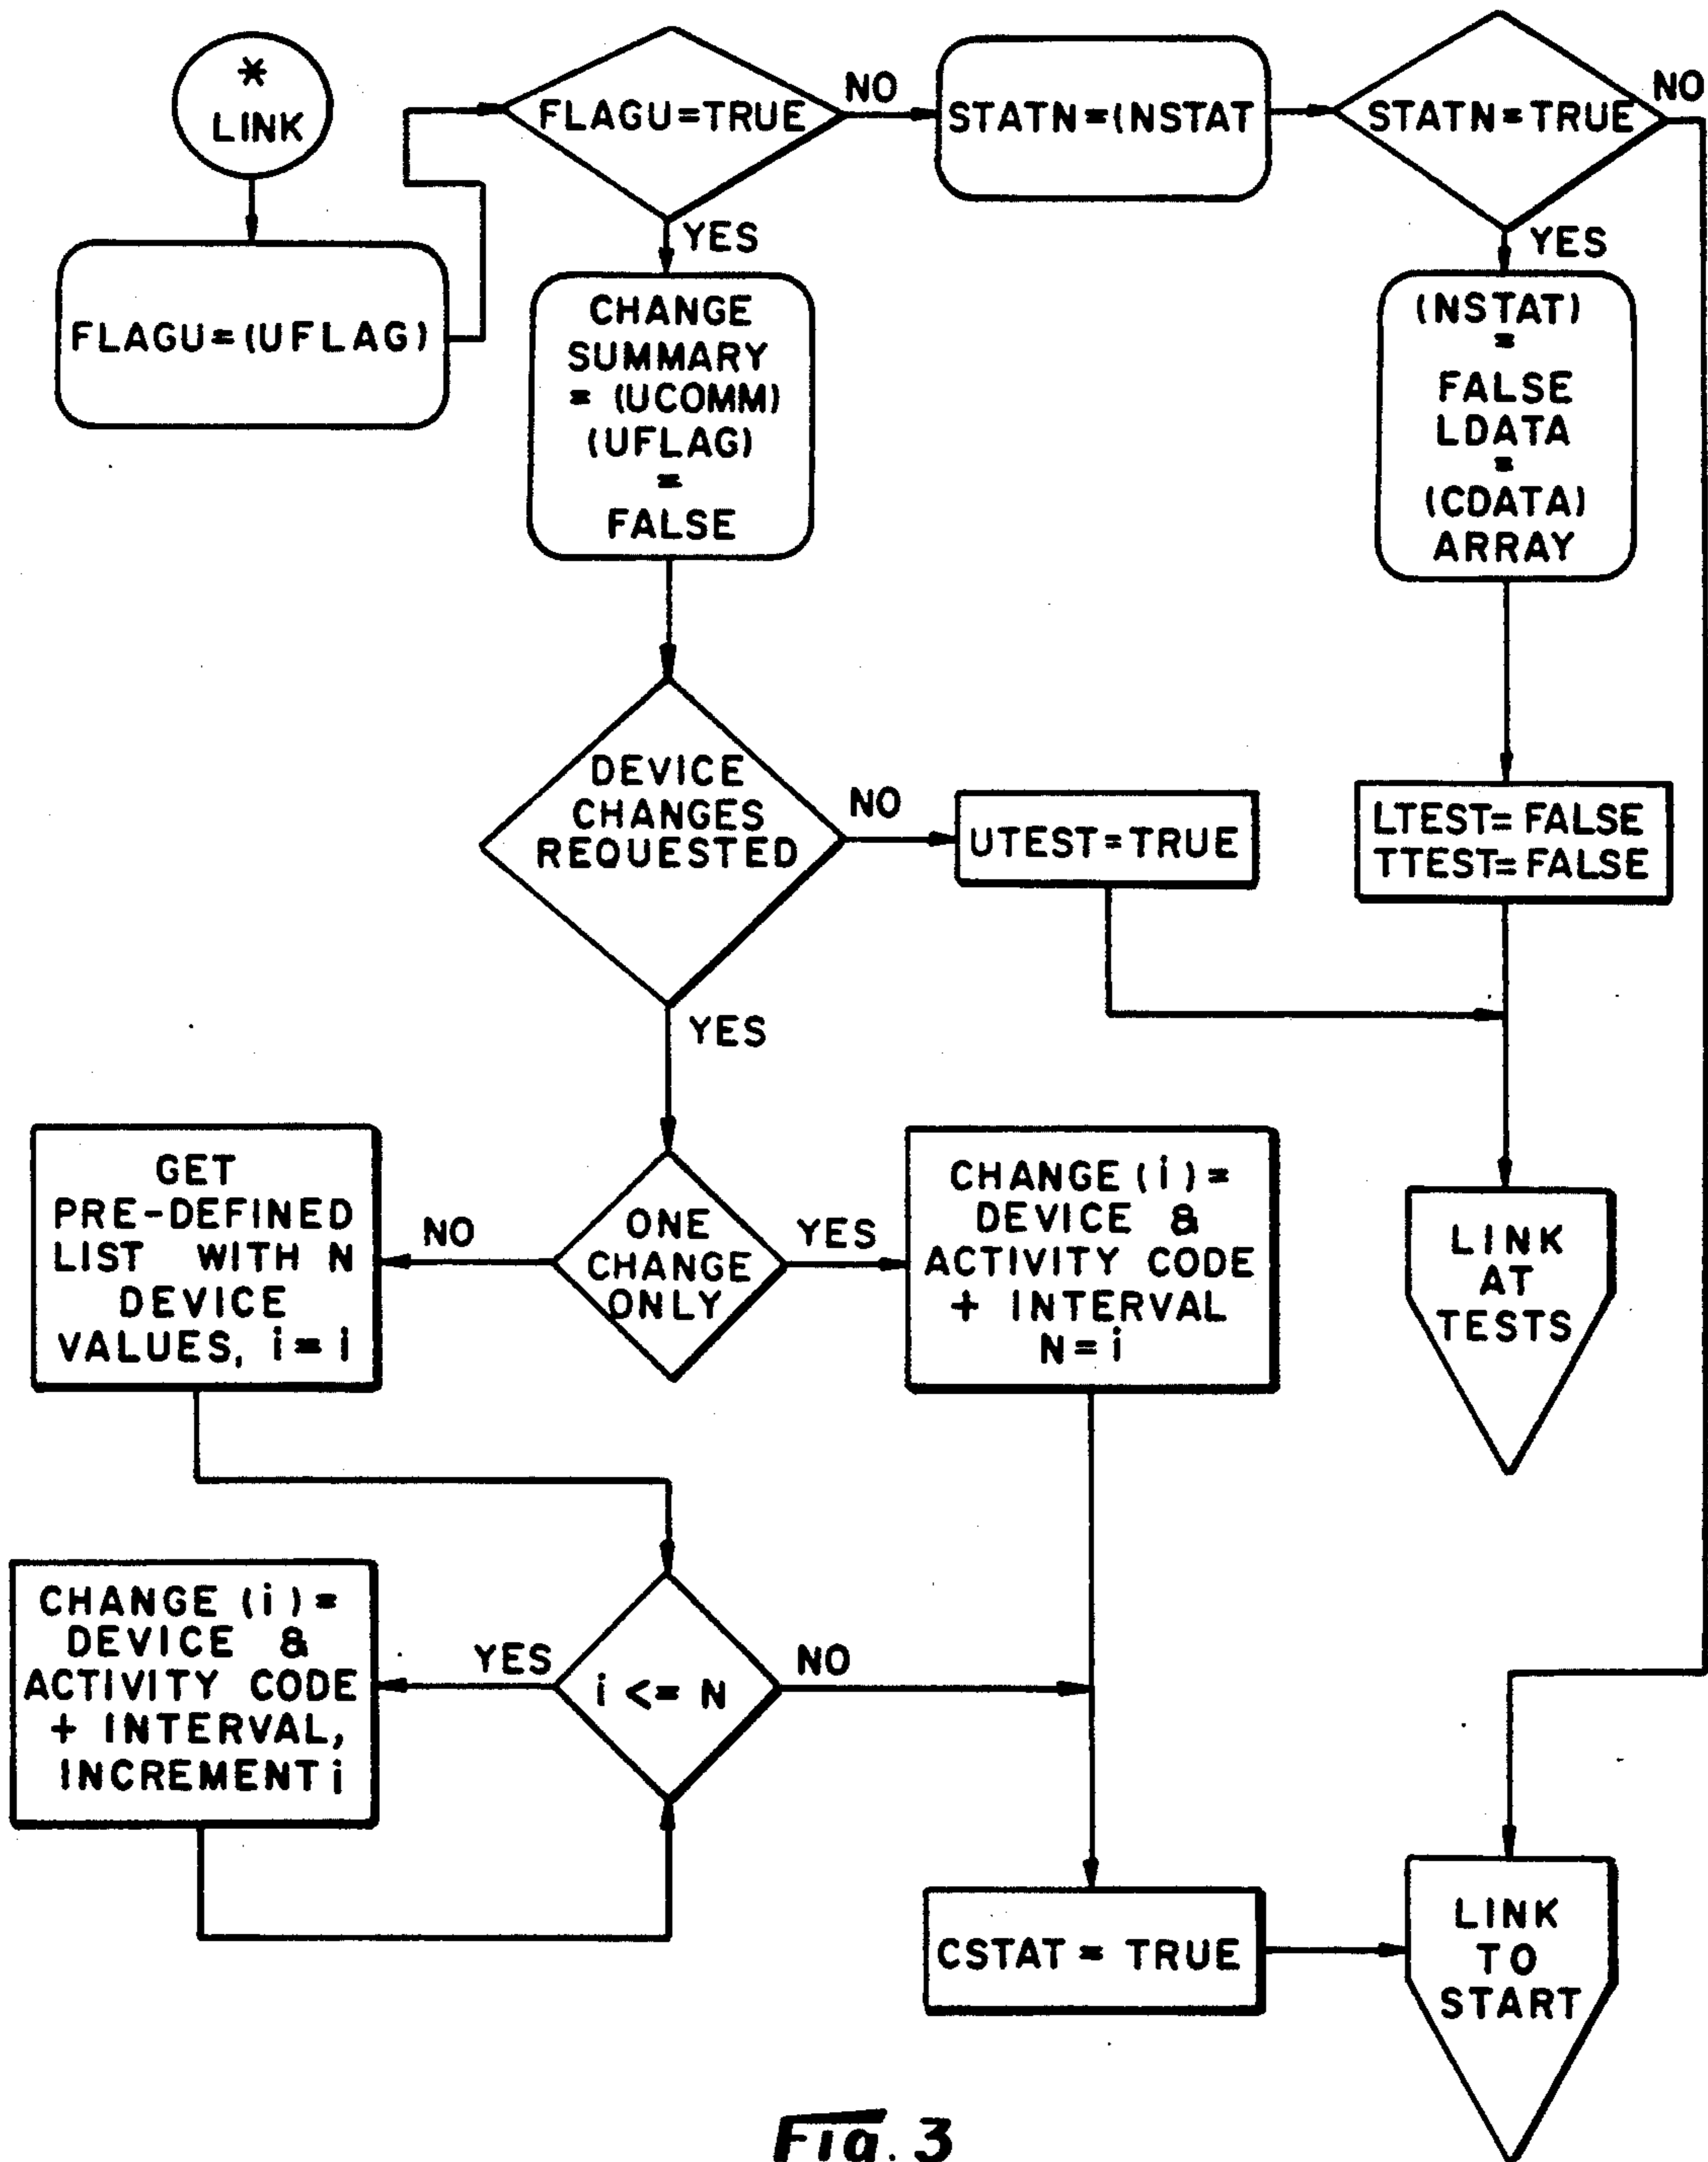 *
LINK
FLAGU=(UFLAG)
FLAGU=TRUE
NO
YES
STATN=(NSTAT
STATN=TRUE
NO
YES
CHANGE
SUMMARY
= (UCOMM)
(UFLAG)
=
FALSE
(NSTAT)
=
FALSE
LDATA
=
(CDATA)
ARRAY
DEVICE
CHANGES
REQUESTED
NO
YES
UTEST=TRUE
LTEST=FALSE
TTEST=FALSE
LINK
AT
TESTS
ONE
CHANGE
ONLY
NO
YES
GET
PRE-DEFINED
LIST WITH N
DEVICE
VALUES, i = i
CHANGE (i) =
DEVICE &
ACTIVITY CODE
+ INTERVAL
N = i
CHANGE (i) =
DEVICE &
ACTIVITY CODE
+ INTERVAL,
INCREMENT i
YES
i <= N
NO
CSTAT = TRUE
LINK
TO
START
Fig. 3